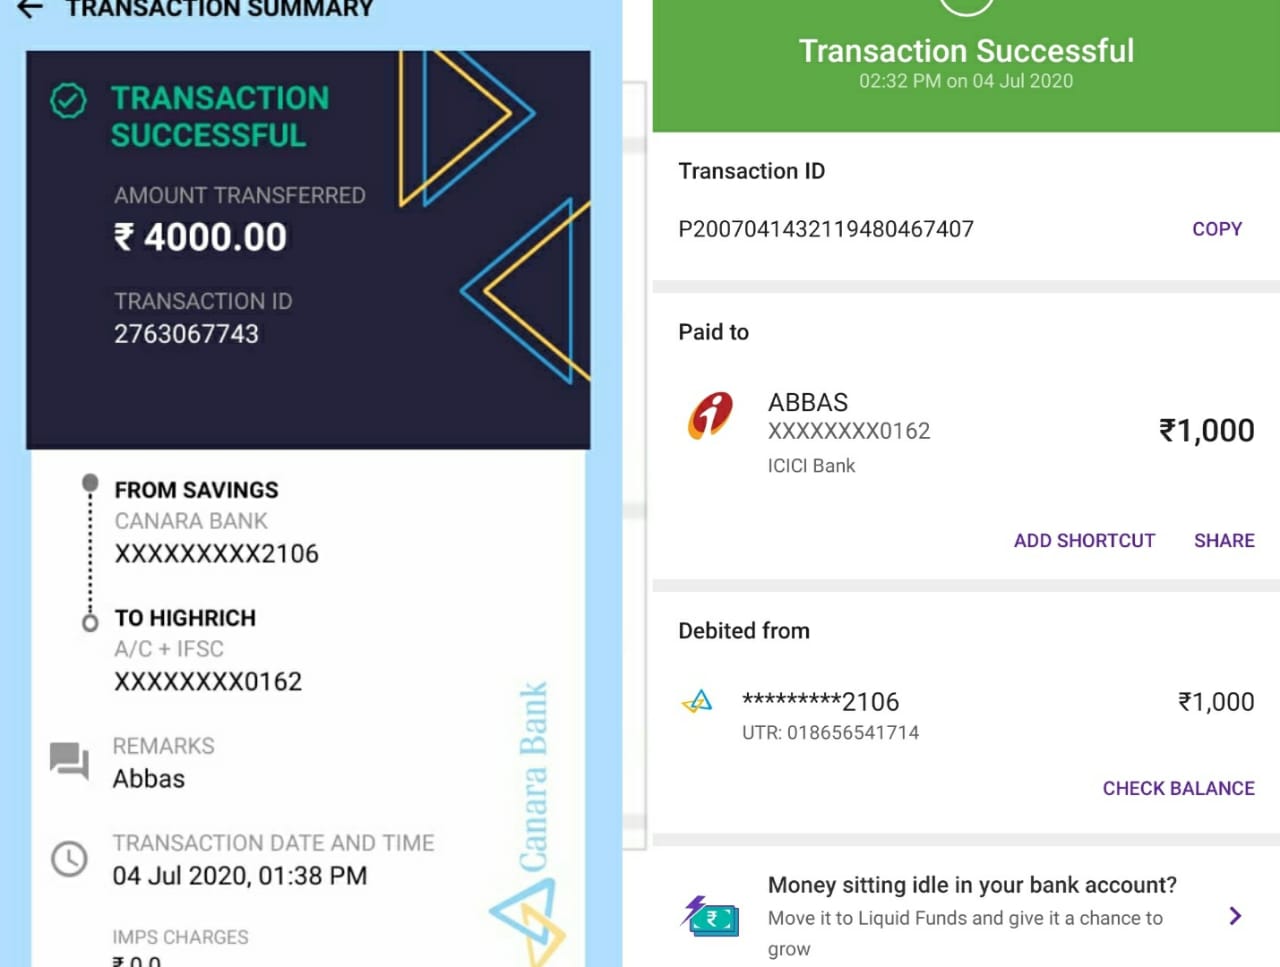 TRANSACTION SUMMARY
TRANSACTION
SUCCESSFUL
AMOUNT TRANSFERRED
₹ 4000.00
TRANSACTION ID
2763067743
FROM SAVINGS
CANARA BANK
XXXXXXXXX2106
TO HIGHRICH
A/C + IFSC
XXXXXXXX0162
REMARKS
Abbas
TRANSACTION DATE AND TIME
04 Jul 2020, 01:38 PM
IMPS CHARGES
₹ 0.0
Canara Bank
Transaction Successful
02:32 PM on 04 Jul 2020
Transaction ID
P2007041432119480467407
COPY
Paid to
ABBAS
XXXXXXXX0162
₹1,000
ICICI Bank
ADD SHORTCUT SHARE
Debited from
*********2106 ₹1,000
UTR: 018656541714
CHECK BALANCE
Money sitting idle in your bank account?
Move it to Liquid Funds and give it a chance to
grow